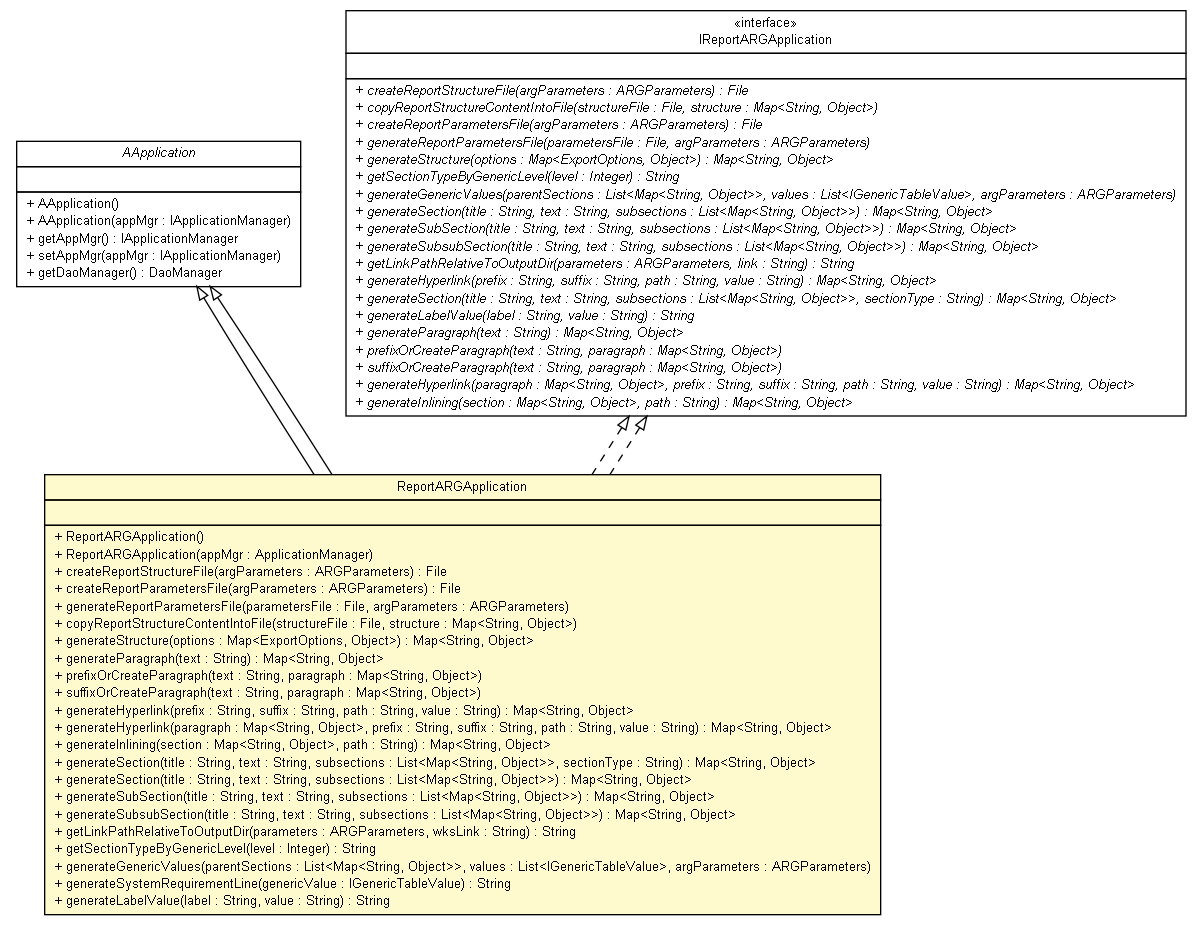 «interface»
IReportARGApplication
+ createReportStructureFile(argParameters : ARGParameters) : File
+ copyReportStructureContentIntoFile(structureFile : File, structure : Map<String, Object>)
+ createReportParametersFile(argParameters : ARGParameters) : File
+ generateReportParametersFile(parametersFile : File, argParameters : ARGParameters)
+ generateStructure(options : Map<ExportOptions, Object>) : Map<String, Object>
+ getSectionTypeByGenericLevel(level : Integer) : String
+ generateGenericValues(parentSections : List<Map<String, Object>>, values : List<IGenericTableValue>, argParameters : ARGParameters)
+ generateSection(title : String, text : String, subsections : List<Map<String, Object>>) : Map<String, Object>
+ generateSubSection(title : String, text : String, subsections : List<Map<String, Object>>) : Map<String, Object>
+ generateSubsubSection(title : String, text : String, subsections : List<Map<String, Object>>) : Map<String, Object>
+ getLinkPathRelativeToOutputDir(parameters : ARGParameters, link : String) : String
+ generateHyperlink(prefix : String, suffix : String, path : String, value : String) : Map<String, Object>
+ generateSection(title : String, text : String, subsections : List<Map<String, Object>>, sectionType : String) : Map<String, Object>
+ generateLabelValue(label : String, value : String) : String
+ generateParagraph(text : String) : Map<String, Object>
+ prefixOrCreateParagraph(text : String, paragraph : Map<String, Object>)
+ suffixOrCreateParagraph(text : String, paragraph : Map<String, Object>)
+ generateHyperlink(paragraph : Map<String, Object>, prefix : String, suffix : String, path : String, value : String) : Map<String, Object>
+ generateInlining(section : Map<String, Object>, path : String) : Map<String, Object>
AApplication
+ AApplication()
+ AApplication(appMgr : IApplicationManager)
+ getAppMgr() : IApplicationManager
+ setAppMgr(appMgr : IApplicationManager)
+ getDaoManager() : DaoManager
ReportARGApplication
+ ReportARGApplication()
+ ReportARGApplication(appMgr : ApplicationManager)
+ createReportStructureFile(argParameters : ARGParameters) : File
+ createReportParametersFile(argParameters : ARGParameters) : File
+ generateReportParametersFile(parametersFile : File, argParameters : ARGParameters)
+ copyReportStructureContentIntoFile(structureFile : File, structure : Map<String, Object>)
+ generateStructure(options : Map<ExportOptions, Object>) : Map<String, Object>
+ generateParagraph(text : String) : Map<String, Object>
+ prefixOrCreateParagraph(text : String, paragraph : Map<String, Object>)
+ suffixOrCreateParagraph(text : String, paragraph : Map<String, Object>)
+ generateHyperlink(prefix : String, suffix : String, path : String, value : String) : Map<String, Object>
+ generateHyperlink(paragraph : Map<String, Object>, prefix : String, suffix : String, path : String, value : String) : Map<String, Object>
+ generateInlining(section : Map<String, Object>, path : String) : Map<String, Object>
+ generateSection(title : String, text : String, subsections : List<Map<String, Object>>, sectionType : String) : Map<String, Object>
+ generateSection(title : String, text : String, subsections : List<Map<String, Object>>) : Map<String, Object>
+ generateSubSection(title : String, text : String, subsections : List<Map<String, Object>>) : Map<String, Object>
+ generateSubsubSection(title : String, text : String, subsections : List<Map<String, Object>>) : Map<String, Object>
+ getLinkPathRelativeToOutputDir(parameters : ARGParameters, wksLink : String) : String
+ getSectionTypeByGenericLevel(level : Integer) : String
+ generateGenericValues(parentSections : List<Map<String, Object>>, values : List<IGenericTableValue>, argParameters : ARGParameters)
+ generateSystemRequirementLine(genericValue : IGenericTableValue) : String
+ generateLabelValue(label : String, value : String) : String